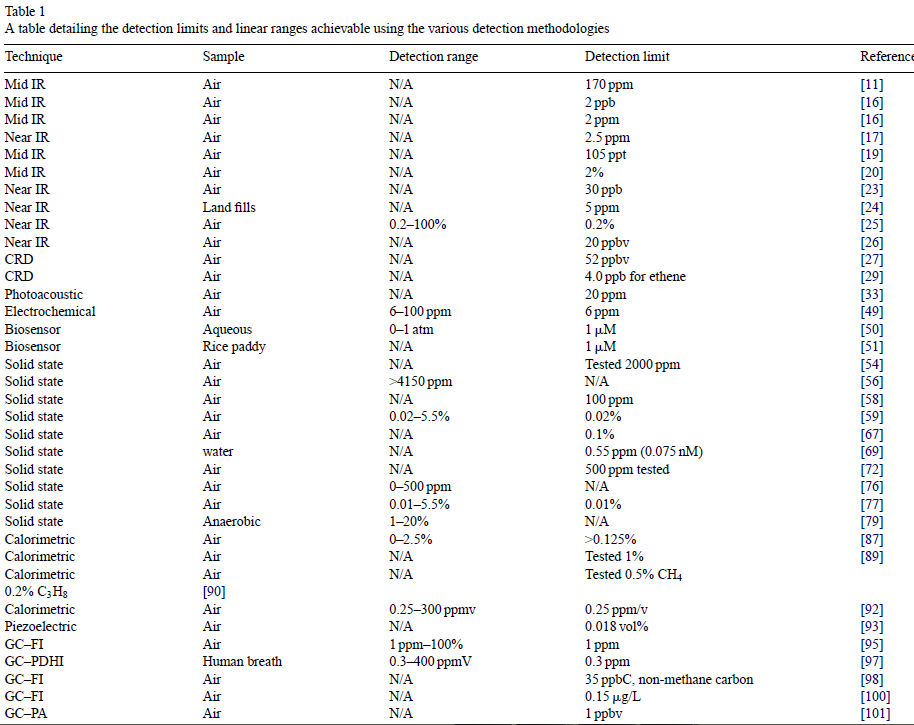 Table 1
A table detailing the detection limits and linear ranges achievable using the various detection methodologies
Technique Sample Detection range Detection limit Reference
Mid IR Air N/A 170 ppm [11]
Mid IR Air N/A 2 ppb [16]
Mid IR Air N/A 2 ppm [16]
Near IR Air N/A 2.5 ppm [17]
Mid IR Air N/A 105 ppt [19]
Mid IR Air N/A 2% [20]
Near IR Air N/A 30 ppb [23]
Near IR Land fills N/A 5 ppm [24]
Near IR Air 0.2–100% 0.2% [25]
Near IR Air N/A 20 ppbv [26]
CRD Air N/A 52 ppbv [27]
CRD Air N/A 4.0 ppb for ethene [29]
Photoacoustic Air N/A 20 ppm [33]
Electrochemical Air 6–100 ppm 6 ppm [49]
Biosensor Aqueous 0–1 atm 1 μM [50]
Biosensor Rice paddy N/A 1 μM [51]
Solid state Air N/A Tested 2000 ppm [54]
Solid state Air >4150 ppm N/A [56]
Solid state Air N/A 100 ppm [58]
Solid state Air 0.02–5.5% 0.02% [59]
Solid state Air N/A 0.1% [67]
Solid state water N/A 0.55 ppm (0.075 nM) [69]
Solid state Air N/A 500 ppm tested [72]
Solid state Air 0–500 ppm N/A [76]
Solid state Air 0.01–5.5% 0.01% [77]
Solid state Anaerobic 1–20% N/A [79]
Calorimetric Air 0–2.5% >0.125% [87]
Calorimetric Air N/A Tested 1% [89]
Calorimetric Air N/A Tested 0.5% CH₄
0.2% C₃H₈ [90]
Calorimetric Air 0.25–300 ppmv 0.25 ppm/v [92]
Piezoelectric Air N/A 0.018 vol% [93]
GC–FI Air 1 ppm–100% 1 ppm [95]
GC–PDHI Human breath 0.3–400 ppmV 0.3 ppm [97]
GC–FI Air N/A 35 ppbC, non-methane carbon [98]
GC–FI Air N/A 0.15 μg/L [100]
GC–PA Air N/A 1 ppbv [101]